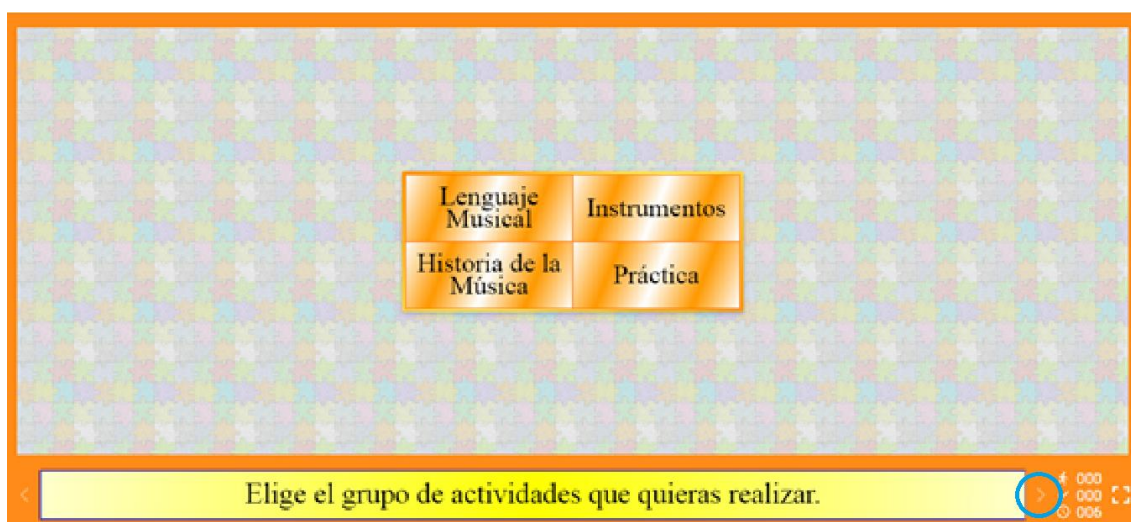 Lenguaje
Musical
Instrumentos
Historia de la
Música
Práctica
Elige el grupo de actividades que quieras realizar.
000
000
006